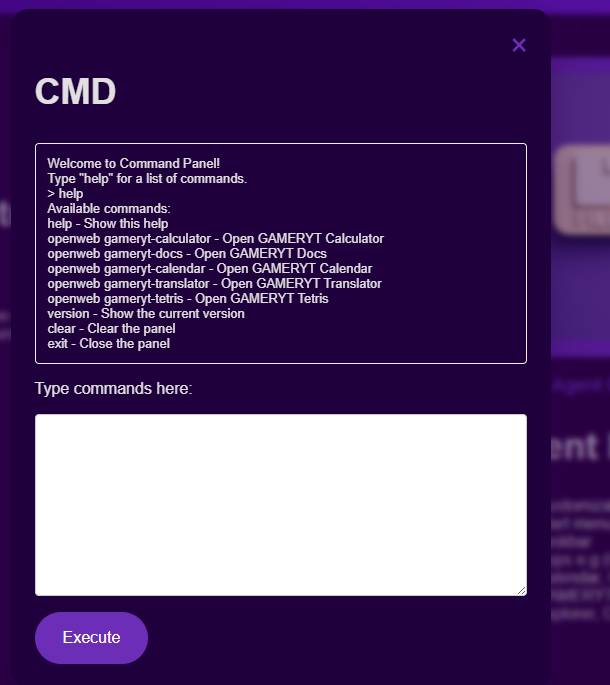 ×
CMD
Welcome to Command Panel!
Type "help" for a list of commands.
> help
Available commands:
help - Show this help
openweb gameryt-calculator - Open GAMERYT Calculator
openweb gameryt-docs - Open GAMERYT Docs
openweb gameryt-calendar - Open GAMERYT Calendar
openweb gameryt-translator - Open GAMERYT Translator
openweb gameryt-tetris - Open GAMERYT Tetris
version - Show the current version
clear - Clear the panel
exit - Close the panel
Type commands here:
Execute
Agent